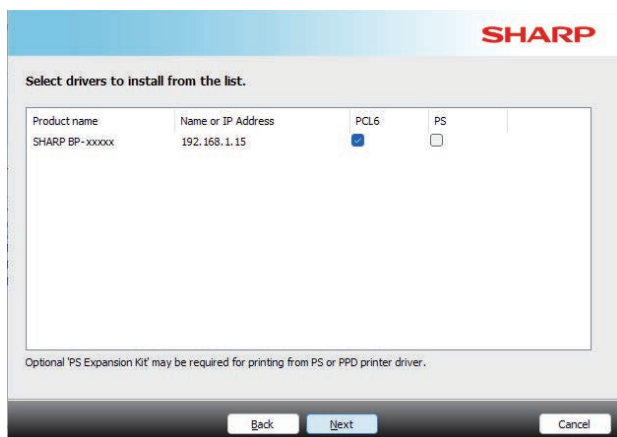 SHARP
Select drivers to install from the list.
Product name Name or IP Address PCL6 PS
SHARP BP-xxxxx 192.168.1.15
Optional 'PS Expansion Kit' may be required for printing from PS or PPD printer driver.
Back Next Cancel